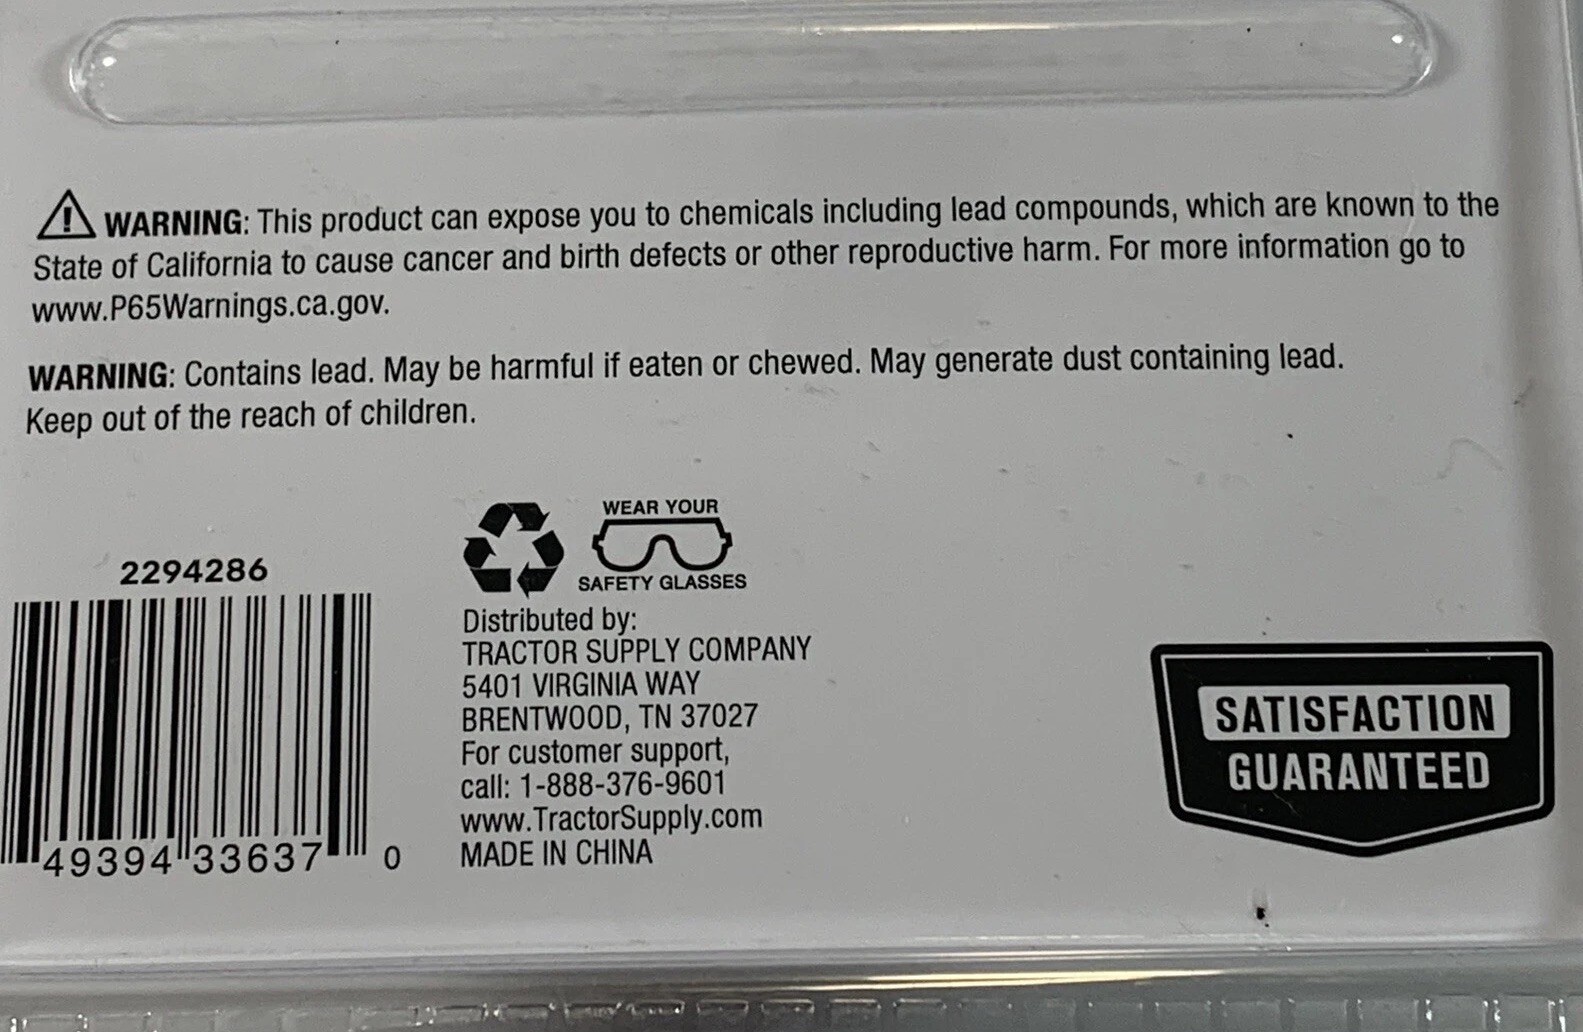 WARNING: This product can expose you to chemicals including lead compounds, which are known to the
State of California to cause cancer and birth defects or other reproductive harm. For more information go to
www.P65Warnings.ca.gov.
WARNING: Contains lead. May be harmful if eaten or chewed. May generate dust containing lead.
Keep out of the reach of children.
2294286
49394 33637 0
WEAR YOUR
SAFETY GLASSES
Distributed by:
TRACTOR SUPPLY COMPANY
5401 VIRGINIA WAY
BRENTWOOD, TN 37027
For customer support,
call: 1-888-376-9601
www.TractorSupply.com
MADE IN CHINA
SATISFACTION
GUARANTEED